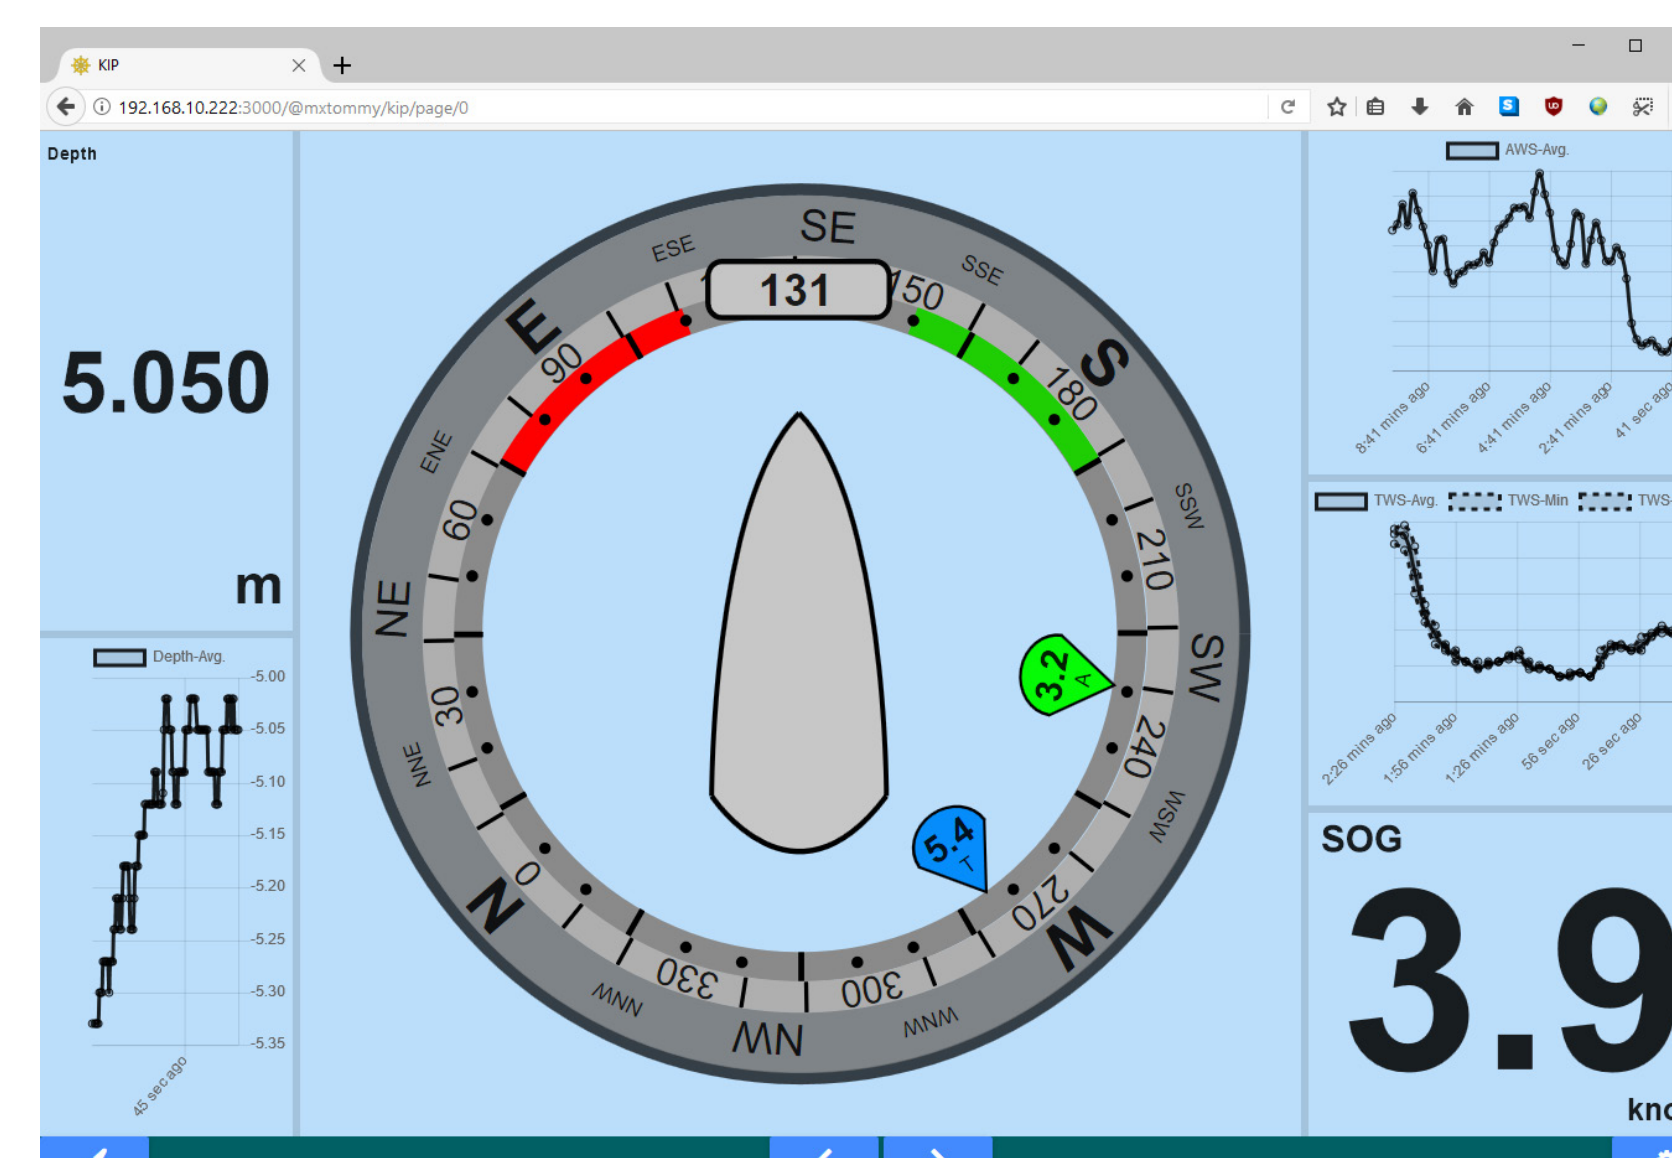 KIP
192.168.10.222:3000/@mxtommy/kip/page/0
S
Depth
5.050
m
Depth-Avg.
-5.00
-5.05
-5.10
-5.15
-5.20
-5.25
-5.30
-5.35
45 sec ago
SE
ESE
SSE
131
150
E
S
90
180
ENE
SSW
60
210
NE
SW
3.2
A
30
240
NNE
WSW
5.4
T
0
270
N
W
330
300
NNW
WNW
NW
AWS-Avg.
8:41 mins ago
6:41 mins ago
4:41 mins ago
2:41 mins ago
41 sec ago
TWS-Avg. TWS-Min TWS-
2:26 mins ago
1:56 mins ago
1:26 mins ago
56 sec ago
26 sec ago
SOG
3.9
kno